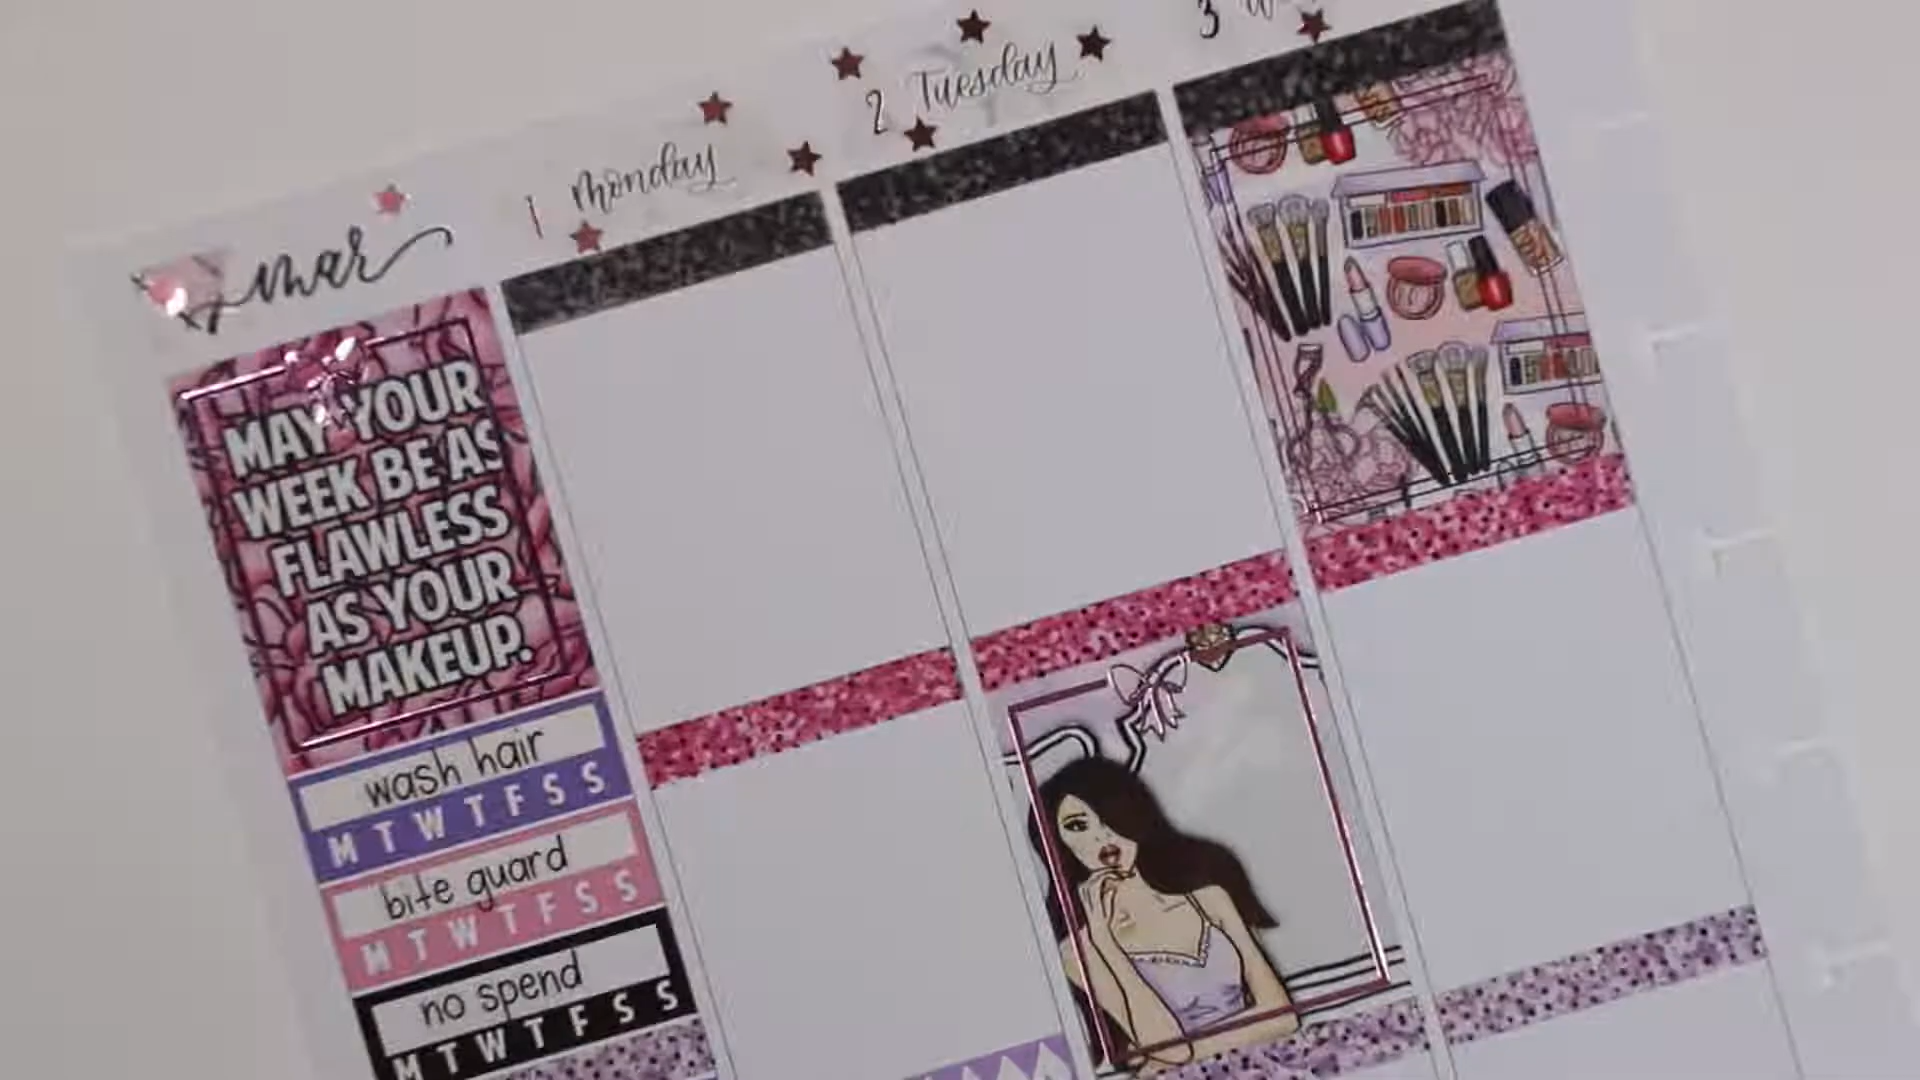 mar
1 Monday
2 Tuesday
3
MAY YOUR
WEEK BE AS
FLAWLESS
AS YOUR
MAKEUP.
wash hair
M T W T F S S
bite guard
M T W T F S S
no spend
M T W T F S S